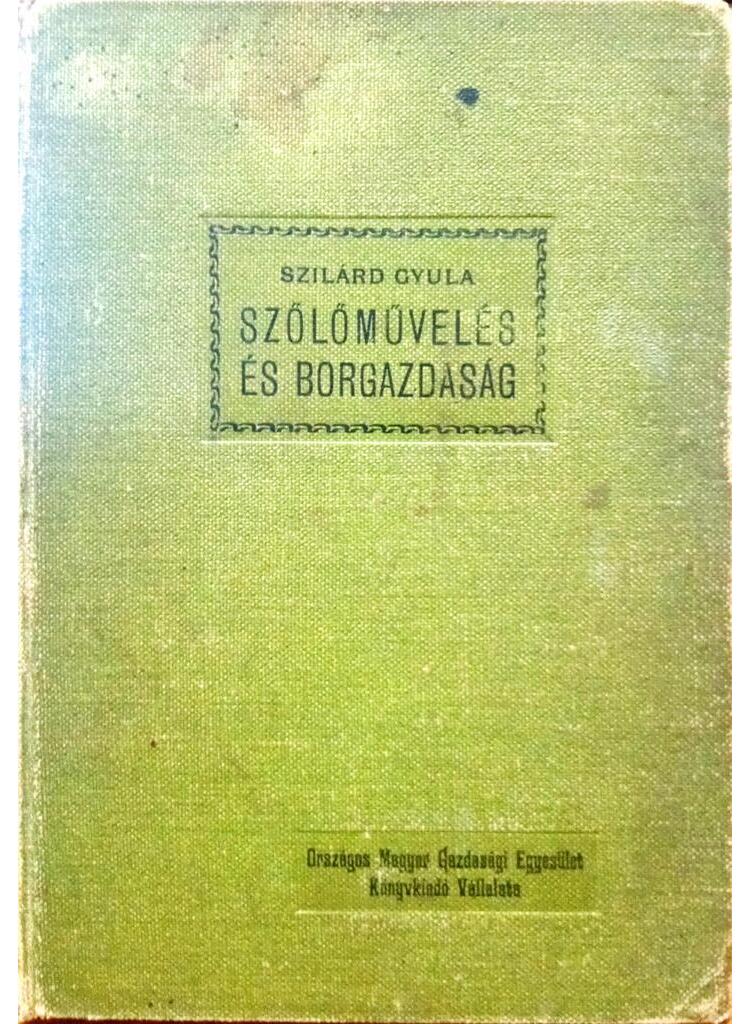 SZILÁRD GYULA
SZŐLŐMŰVELÉS
ÉS BORGAZDASÁG
Országos Magyar Gazdasági Egyesület
Könyvkiadó Vállalata